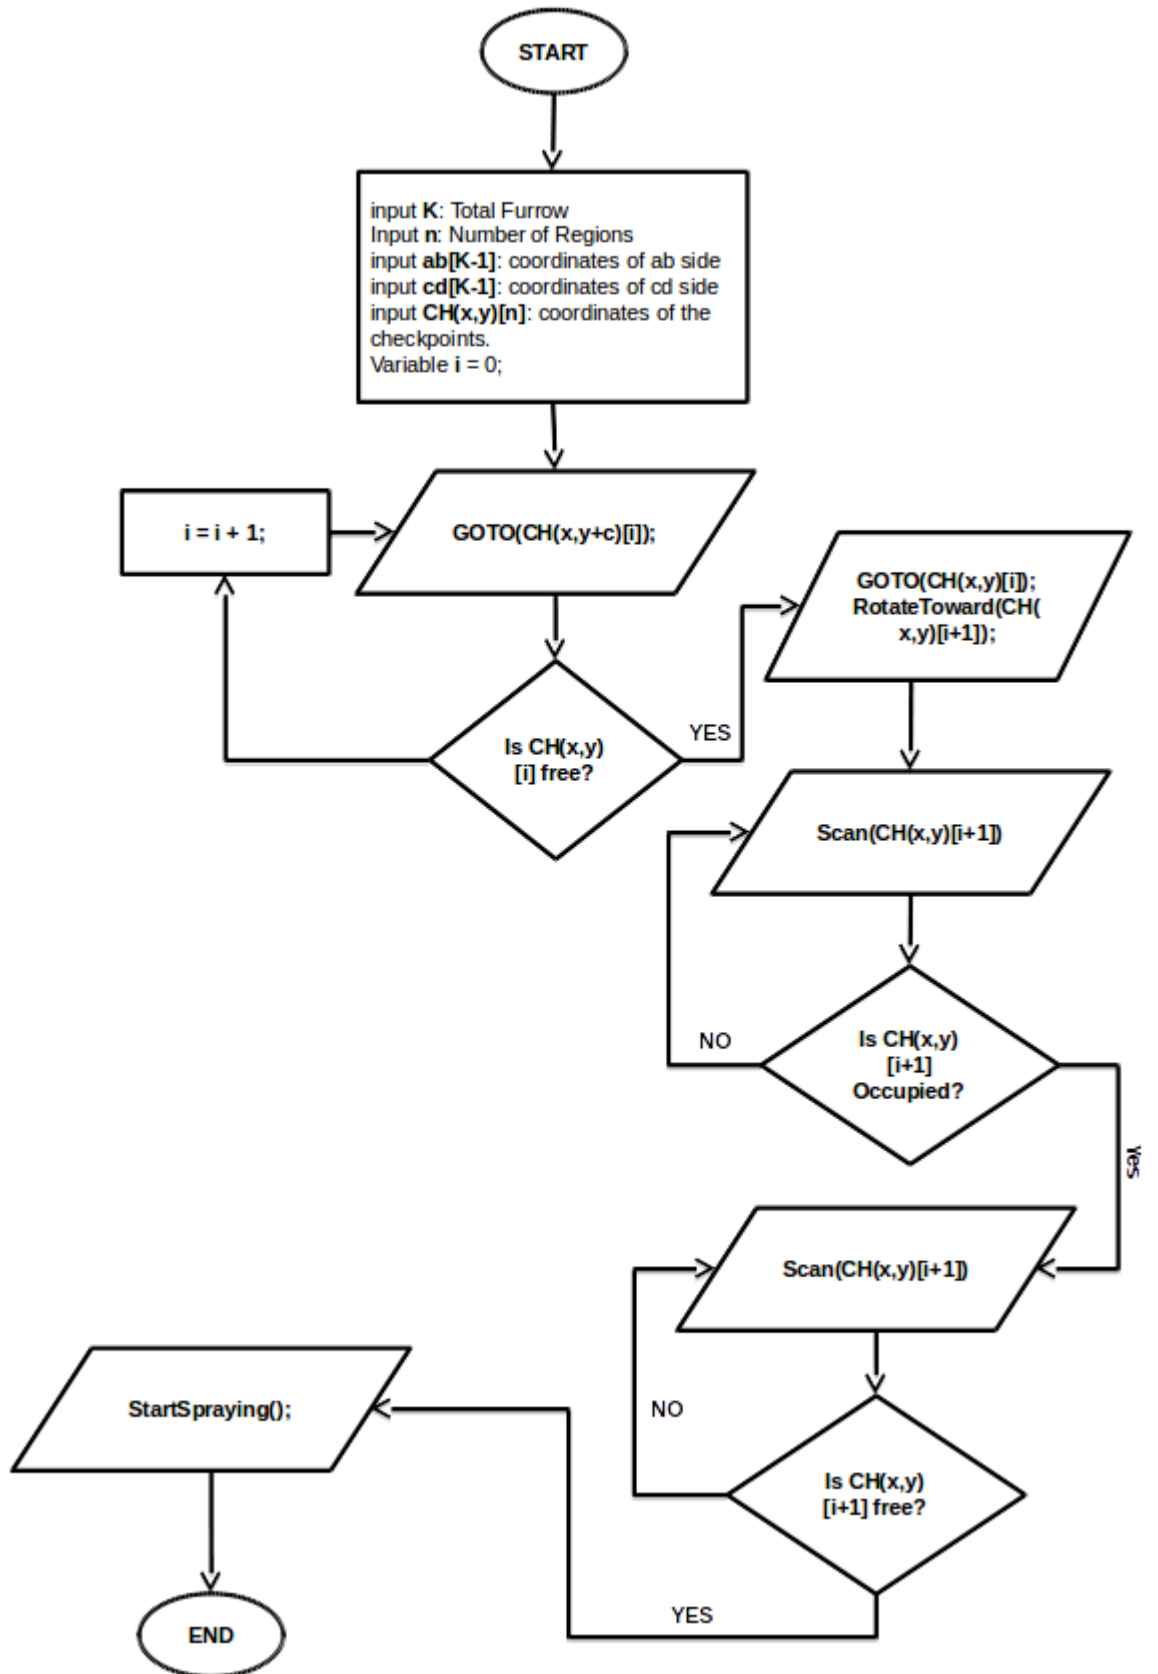 START
input K: Total Furrow
Input n: Number of Regions
input ab[K-1]: coordinates of ab side
input cd[K-1]: coordinates of cd side
input CH(x,y)[n]: coordinates of the
checkpoints.
Variable i = 0;
i = i + 1;
GOTO(CH(x,y+c)[i]);
GOTO(CH(x,y)[i]);
RotateToward(CH(
x,y)[i+1]);
YES
Is CH(x,y)
[i] free?
Scan(CH(x,y)[i+1])
NO
Is CH(x,y)
[i+1]
Occupied?
Yes
Scan(CH(x,y)[i+1])
StartSpraying();
NO
Is CH(x,y)
[i+1] free?
YES
END